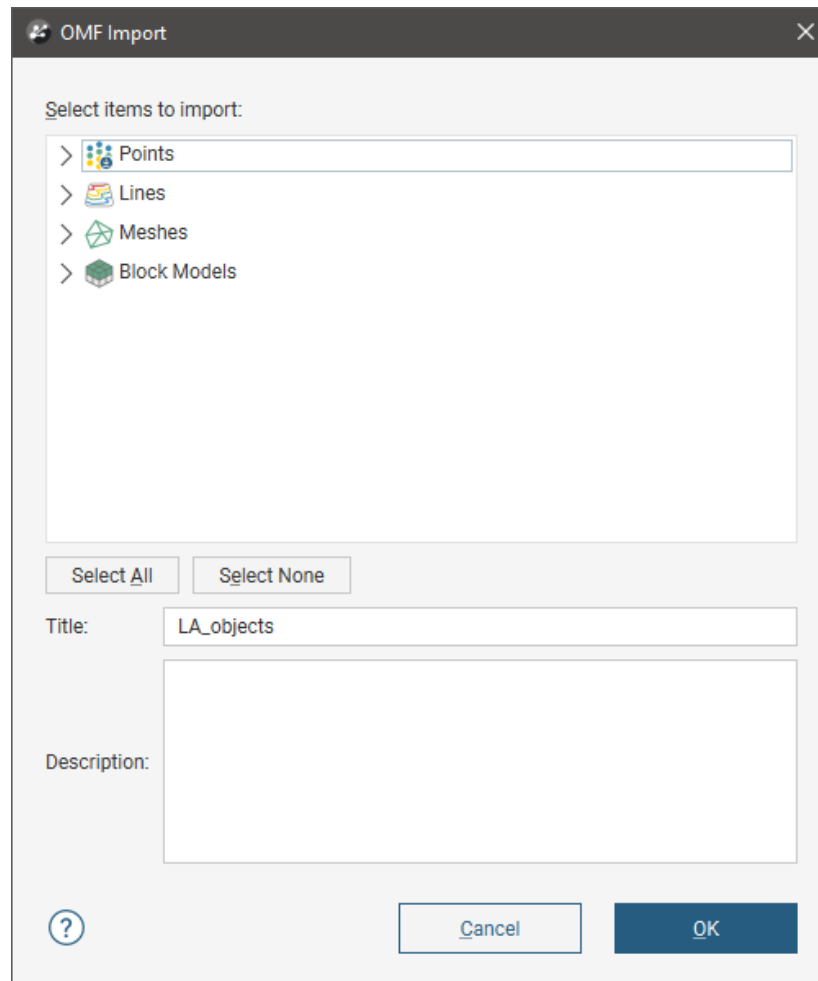 OMF Import
Select items to import:
Points
Lines
Meshes
Block Models
Select All Select None
Title: LA_objects
Description:
? Cancel OK